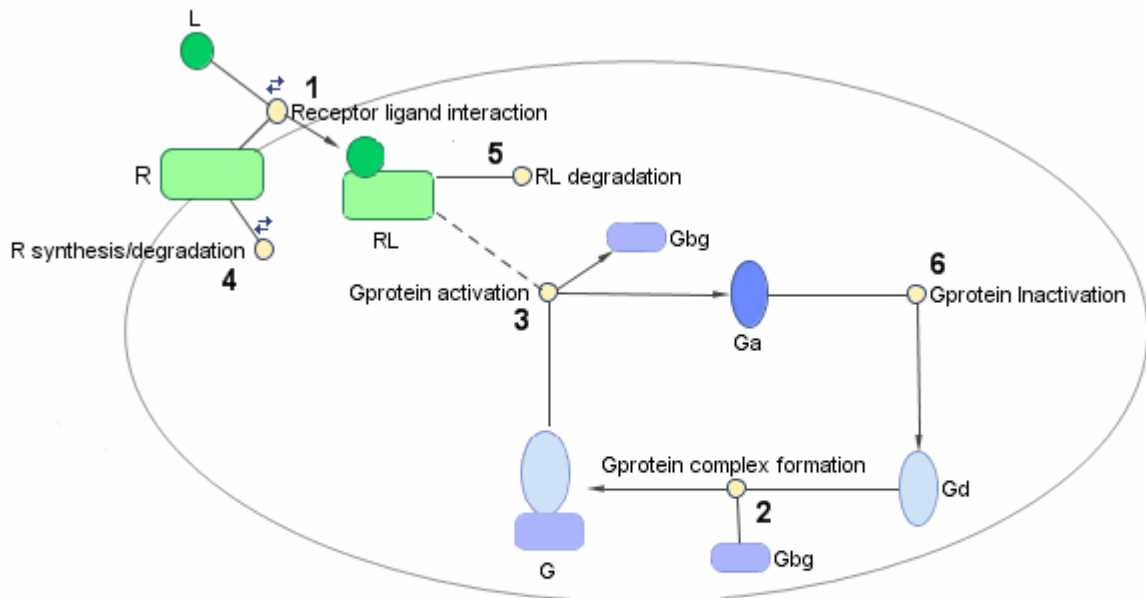 L
1
Receptor ligand interaction
R
5
RL degradation
RL
R synthesis/degradation
4
Gbg
Gprotein activation
3
6
Gprotein Inactivation
Ga
Gprotein complex formation
2
Gd
Gbg
G